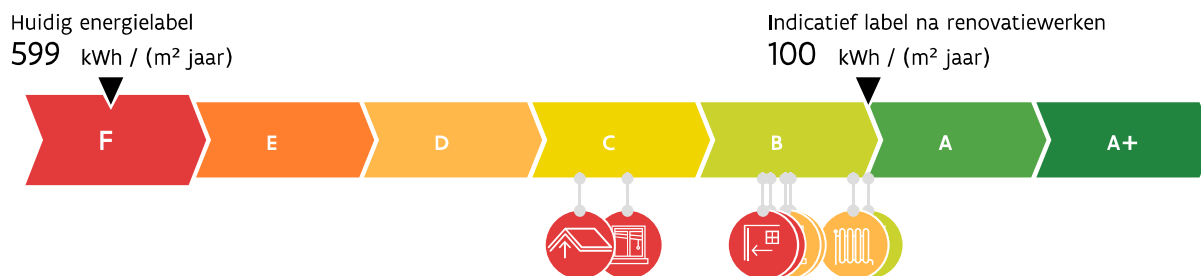 Huidig energielabel
599 kWh / (m² jaar)
Indicatief label na renovatiewerken
100 kWh / (m² jaar)
F
E
D
C
B
A
A+